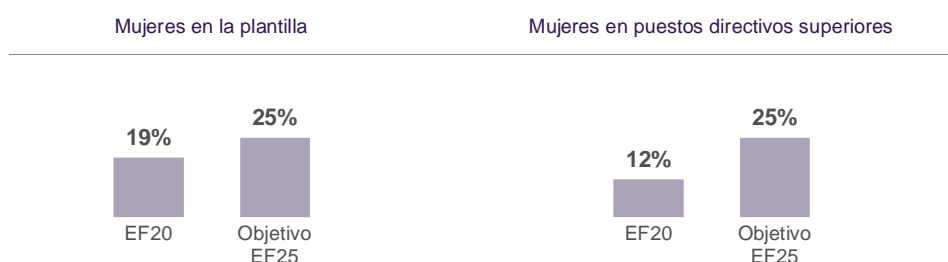 Mujeres en la plantilla
Mujeres en puestos directivos superiores
19%
25%
EF20
Objetivo
EF25
12%
25%
EF20
Objetivo
EF25